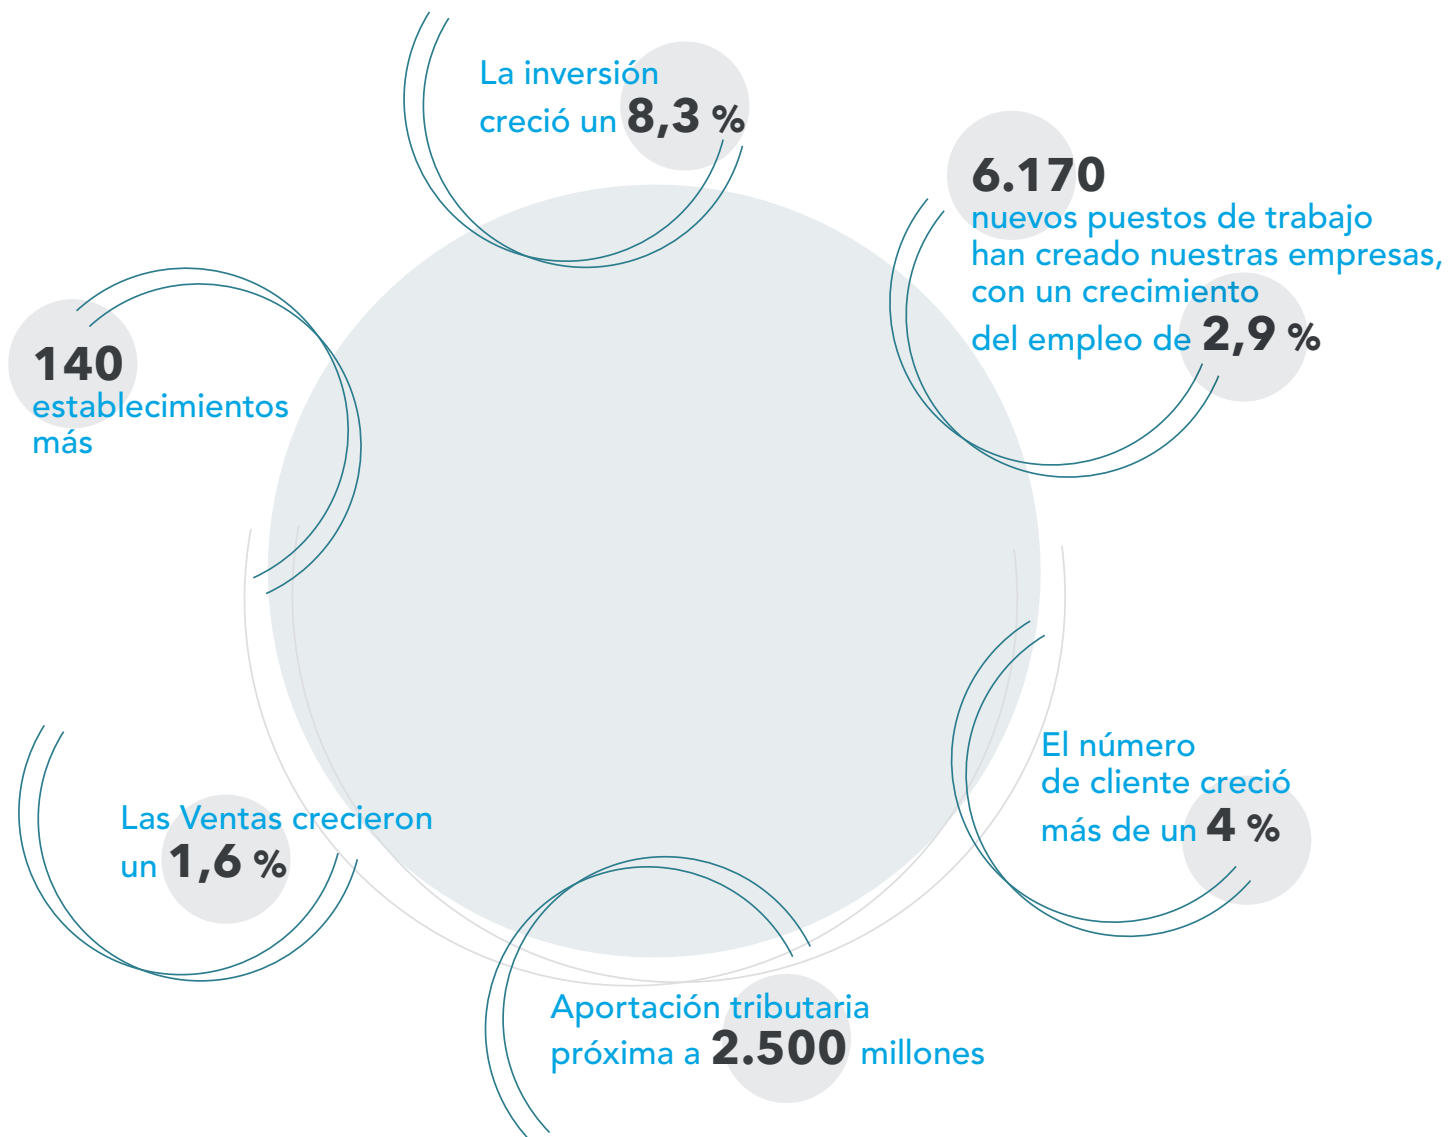 La inversión
creció un 8,3 %
6.170
nuevos puestos de trabajo
han creado nuestras empresas,
con un crecimiento
del empleo de 2,9 %
140
establecimientos
más
El número
de cliente creció
más de un 4 %
Las Ventas crecieron
un 1,6 %
Aportación tributaria
próxima a 2.500 millones